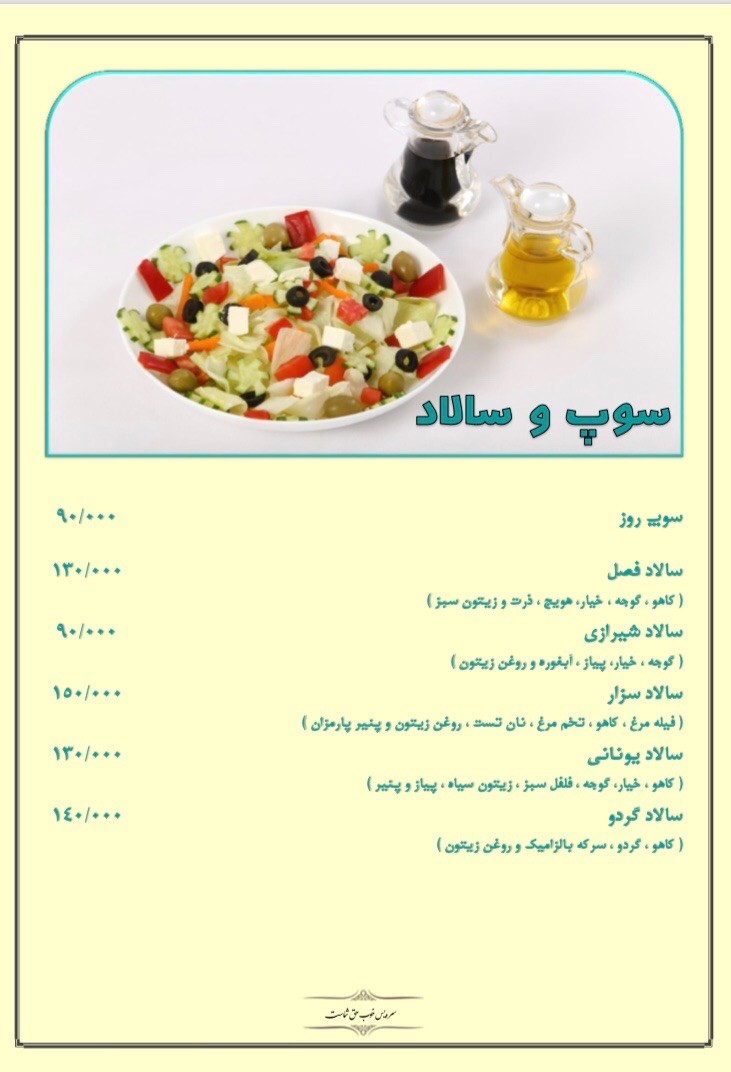 سوپ و سالاد
سوپ روز ۹۰/۰۰۰
سالاد فصل ۱۳۰/۰۰۰
( کاهو ، گوجه ، خیار، هویج ، ذرت و زیتون سبز )
سالاد شیرازی ۹۰/۰۰۰
( گوجه ، خیار، پیاز ، آبغوره و روغن زیتون )
سالاد سزار ۱۵۰/۰۰۰
( فیله مرغ ، کاهو ، تخم مرغ ، نان تست ، روغن زیتون و پنیر پارمزان )
سالاد یونانی ۱۳۰/۰۰۰
( کاهو ، خیار، گوجه ، فلفل سبز ، زیتون سیاه ، پیاز و پنیر )
سالاد گردو ۱٤۰/۰۰۰
( کاهو ، گردو ، سرکه بالزامیک و روغن زیتون )
سرویس خوب حق شماست